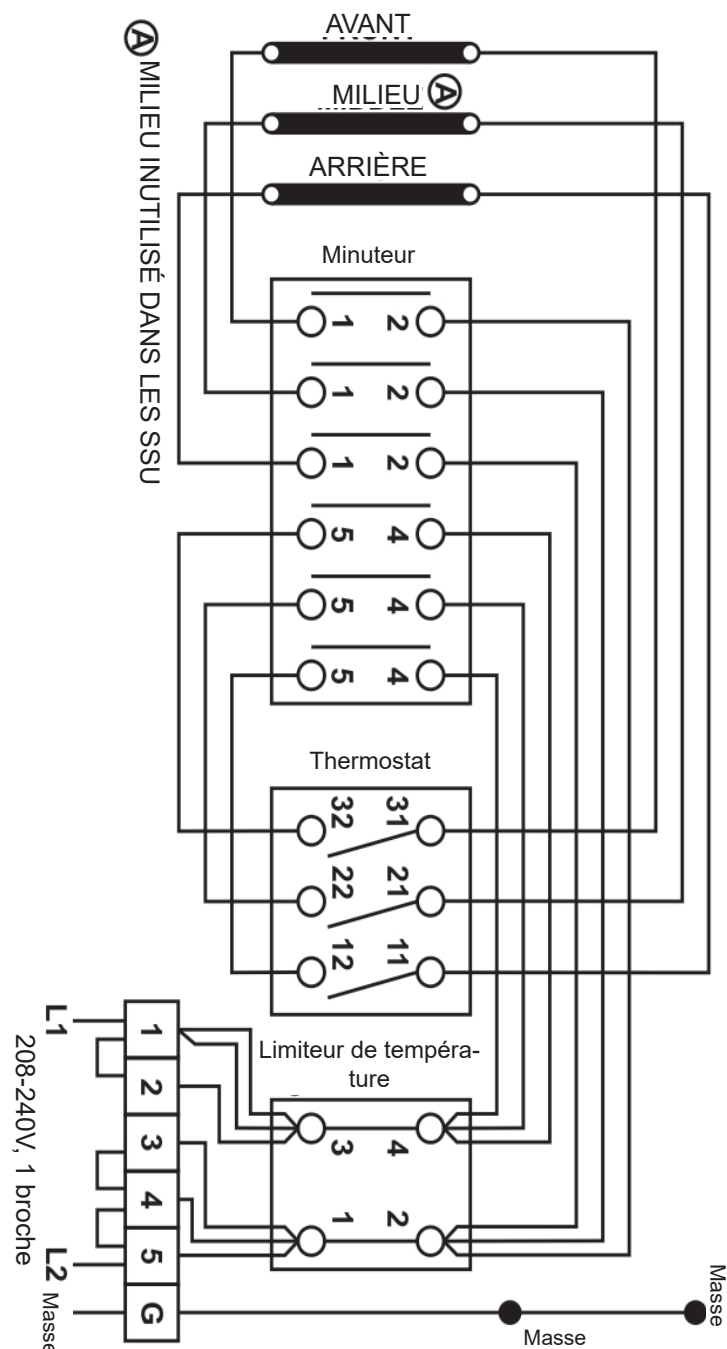 AVANT
MILIEU A
ARRIÈRE
A MILIEU INUTILISÉ DANS LES SSU
Minuteur
1 2
1 2
1 2
5 4
5 4
5 4
Thermostat
32 31
22 21
12 11
Limiteur de tempéra-
ture
3 4
1 2
L1
208-240V, 1 broche
L2
Masse
1
2
3
4
5
G
Masse
Masse